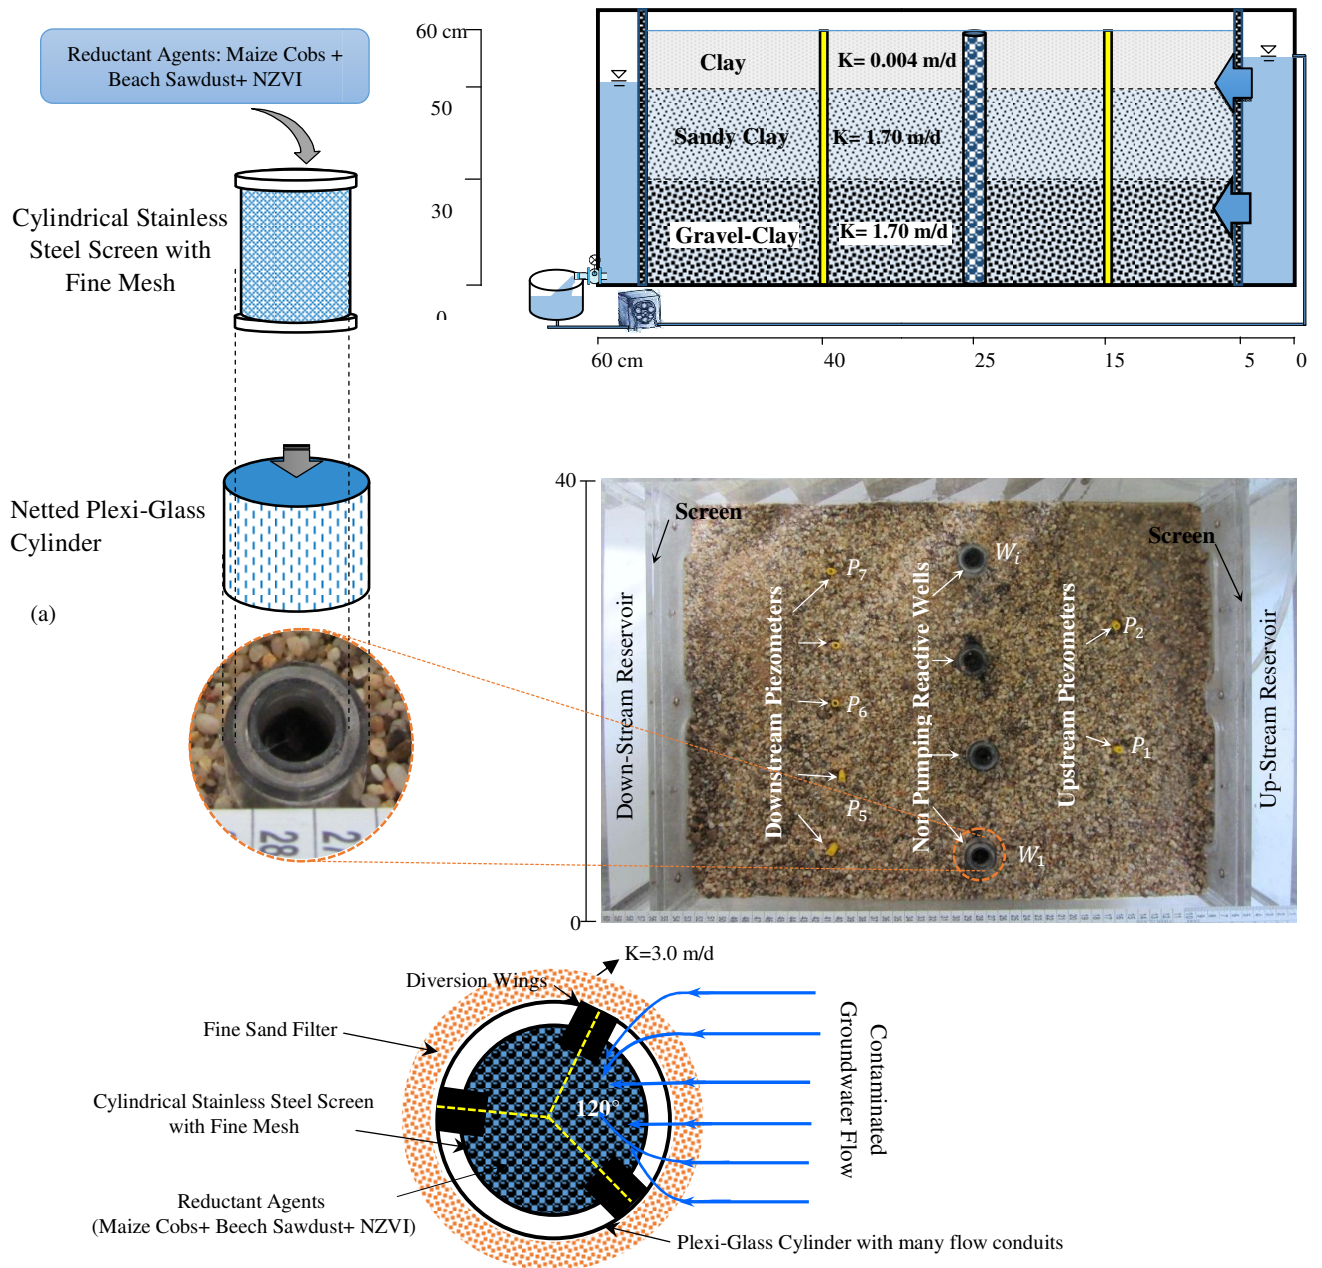 Reductant Agents: Maize Cobs +
Beach Sawdust+ NZVI
Cylindrical Stainless
Steel Screen with
Fine Mesh
60 cm
50
30
0
Clay
K= 0.004 m/d
Sandy Clay
K= 1.70 m/d
Gravel-Clay
K= 1.70 m/d
60 cm
40
25
15
5
0
Netted Plexi-Glass
Cylinder
(a)
28
27
40
0
Screen
Screen
Down-Stream Reservoir
Downstream Piezometers
Non Pumping Reactive Wells
Upstream Piezometers
Up-Stream Reservoir
P7
P6
P5
Wi
W1
P2
P1
K=3.0 m/d
Diversion Wings
Fine Sand Filter
Cylindrical Stainless Steel Screen
with Fine Mesh
Reductant Agents
(Maize Cobs+ Beech Sawdust+ NZVI)
120°
Contaminated
Groundwater Flow
Plexi-Glass Cylinder with many flow conduits